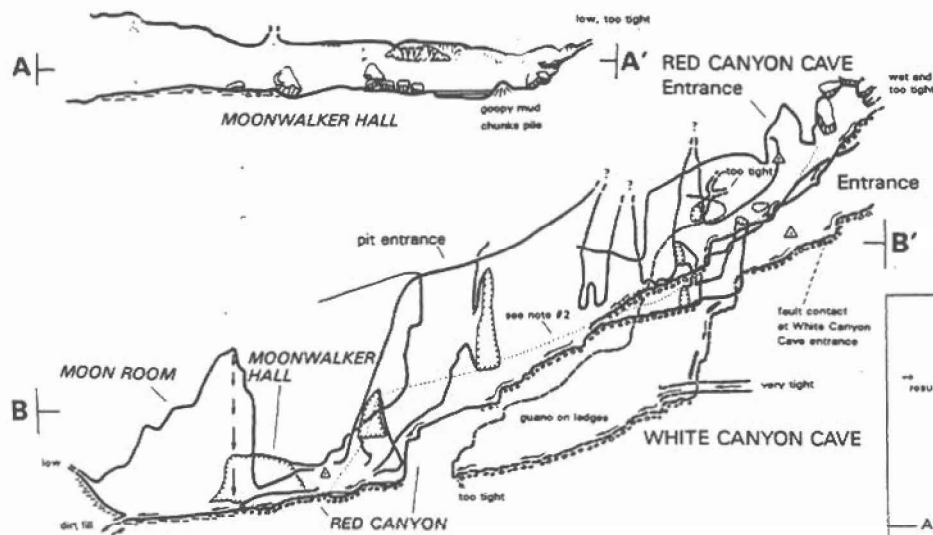 low, too tight
A
A'
RED CANYON CAVE
Entrance
wet and
too tight
MOONWALKER HALL
goopy mud
chunks pile
?
?
too tight
?
?
Entrance
pit entrance
B'
see note #2
fault contact
at White Canyon
Cave entrance
MOONWALKER
HALL
MOON ROOM
B
very tight
guano on ledges
WHITE CANYON CAVE
low
too tight
dirt fill
RED CANYON
A